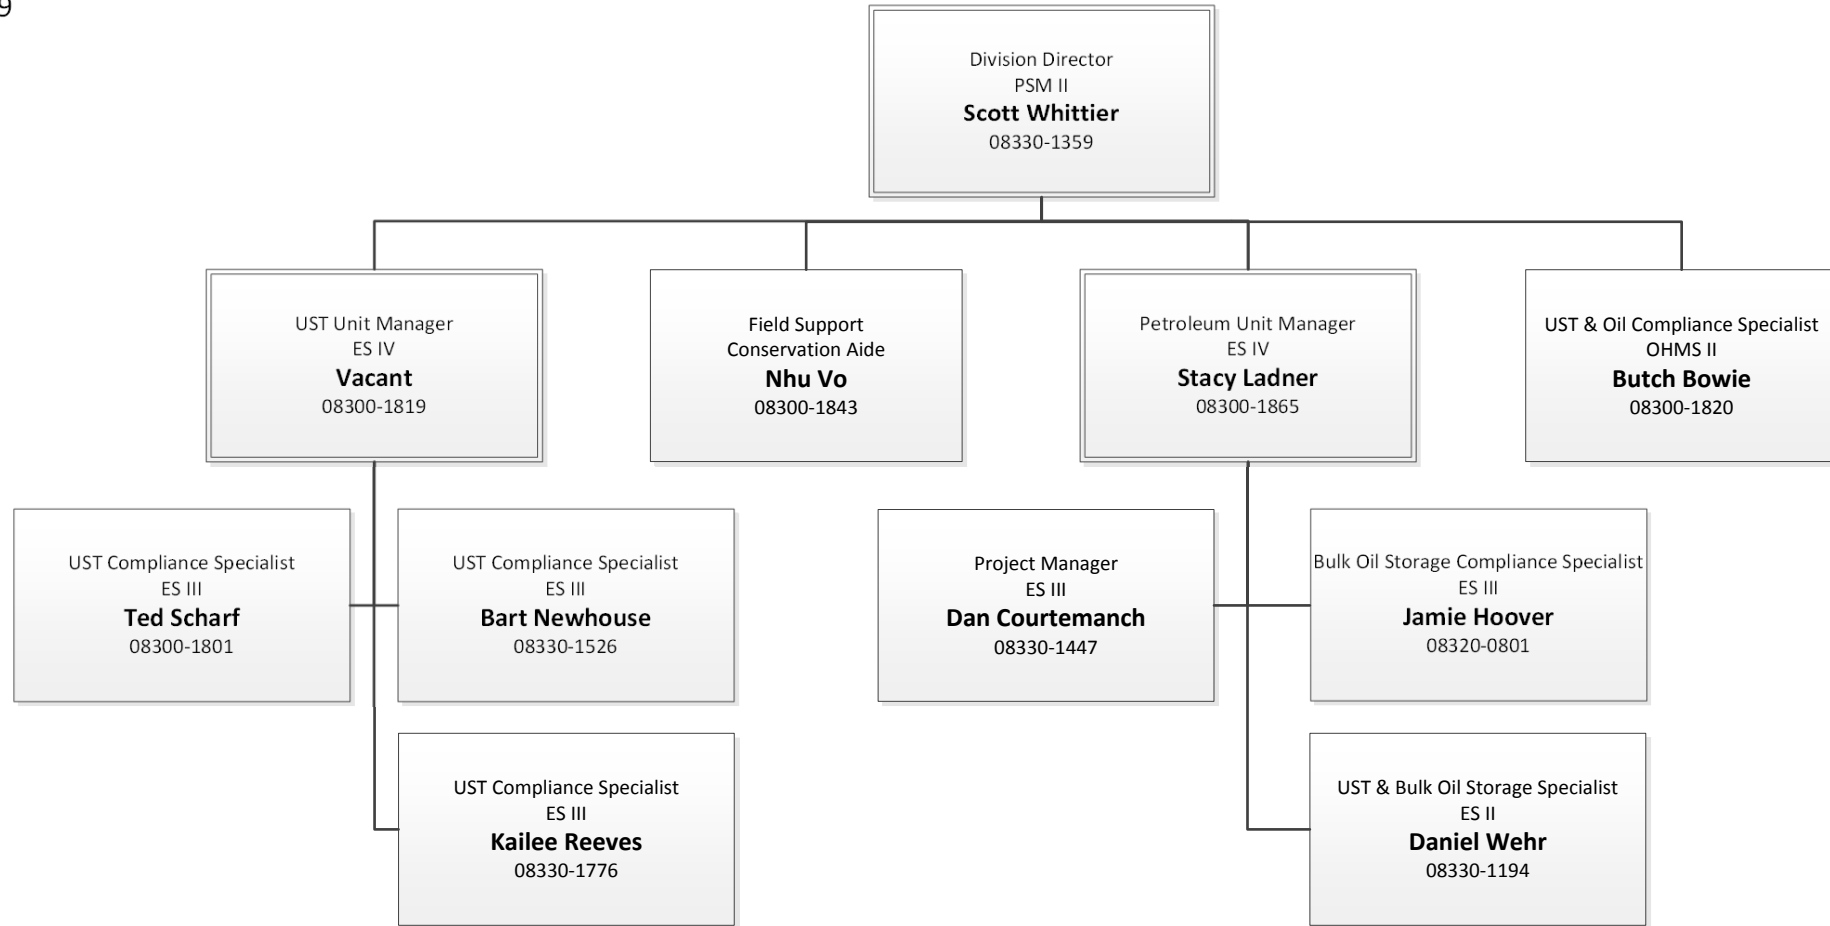 9
Division Director
PSM II
Scott Whittier
08330-1359
UST Unit Manager
ES IV
Vacant
08300-1819
Field Support
Conservation Aide
Nhu Vo
08300-1843
Petroleum Unit Manager
ES IV
Stacy Ladner
08300-1865
UST & Oil Compliance Specialist
OHMS II
Butch Bowie
08300-1820
UST Compliance Specialist
ES III
Ted Scharf
08300-1801
UST Compliance Specialist
ES III
Bart Newhouse
08330-1526
Project Manager
ES III
Dan Courtemanch
08330-1447
Bulk Oil Storage Compliance Specialist
ES III
Jamie Hoover
08320-0801
UST Compliance Specialist
ES III
Kailee Reeves
08330-1776
UST & Bulk Oil Storage Specialist
ES II
Daniel Wehr
08330-1194